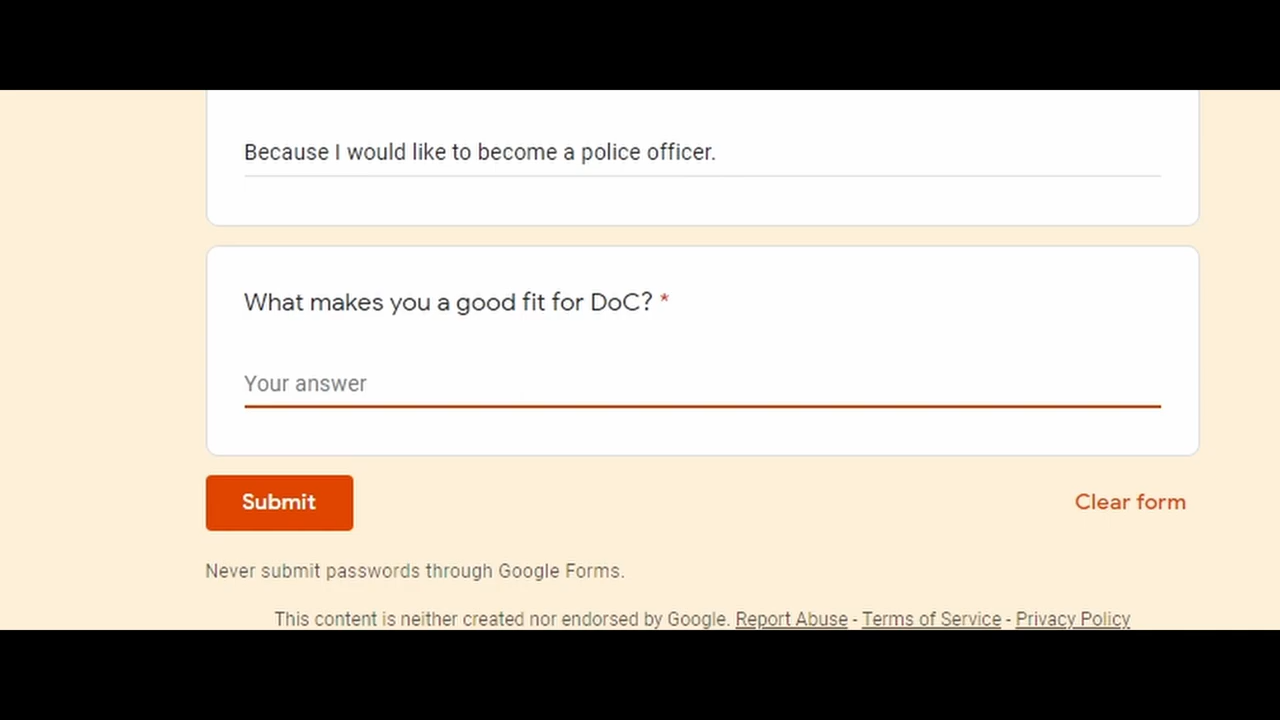 Because I would like to become a police officer.
What makes you a good fit for DoC? *
Your answer
Submit
Clear form
Never submit passwords through Google Forms.
This content is neither created nor endorsed by Google. Report Abuse - Terms of Service - Privacy Policy